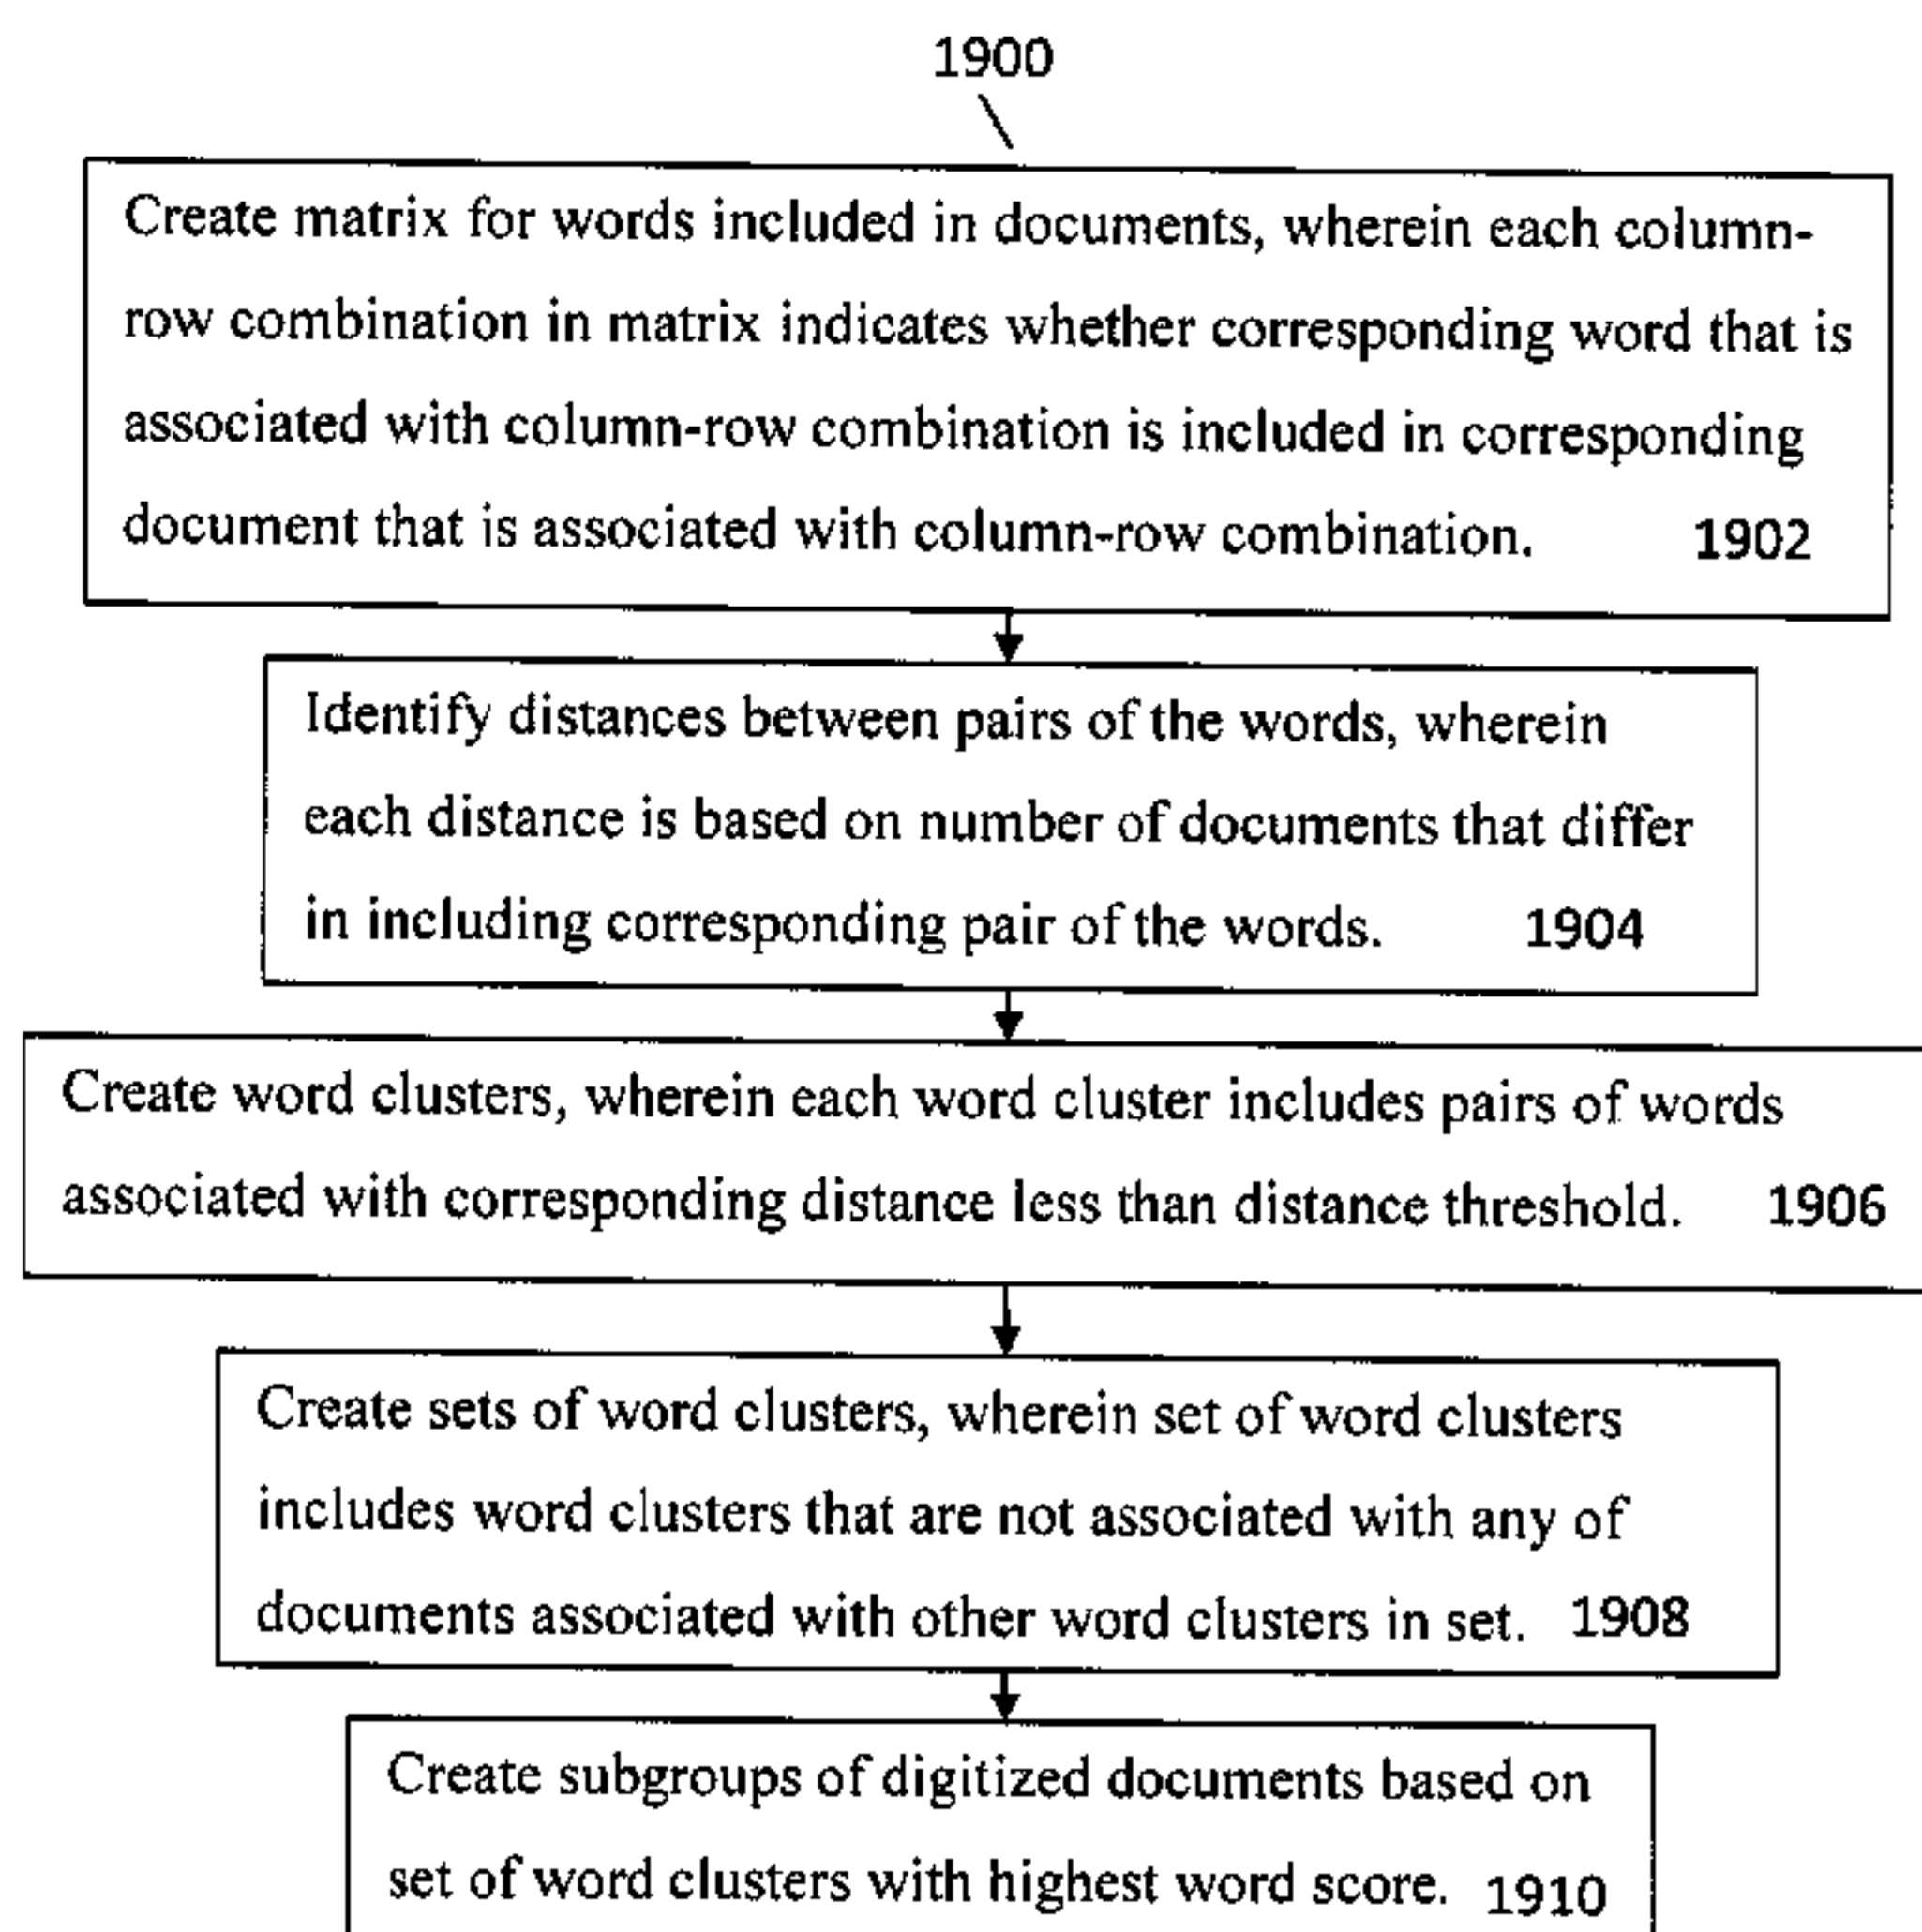 1900
Create matrix for words included in documents, wherein each column-
row combination in matrix indicates whether corresponding word that is
associated with column-row combination is included in corresponding
document that is associated with column-row combination. 1902
Identify distances between pairs of the words, wherein
each distance is based on number of documents that differ
in including corresponding pair of the words. 1904
Create word clusters, wherein each word cluster includes pairs of words
associated with corresponding distance less than distance threshold. 1906
Create sets of word clusters, wherein set of word clusters
includes word clusters that are not associated with any of
documents associated with other word clusters in set. 1908
Create subgroups of digitized documents based on
set of word clusters with highest word score. 1910